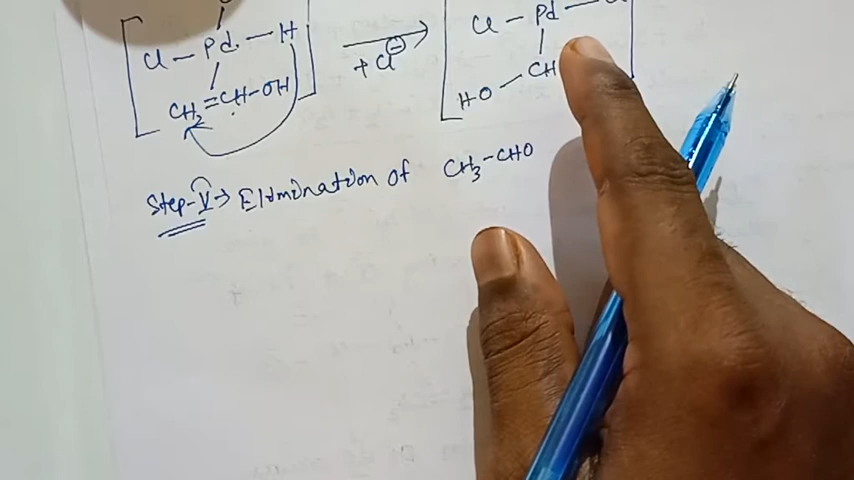 Cl - Pd - H
+ Cl⊖
CH2 = CH - OH
Cl - Pd -
HO - CH
Step - V → Elimination of CH3 - CHO